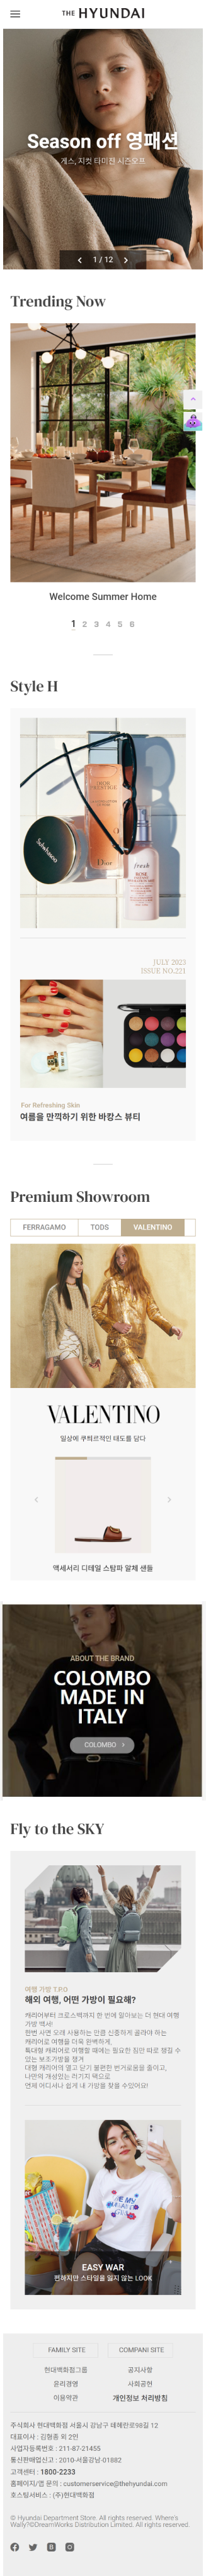 THE HYUNDAI
Season off 영패션
게스, 지컷 타미진 시즌오프
1 / 12
Trending Now
Welcome Summer Home
1 2 3 4 5 6
Style H
Dior
fresh
ROSE
JULY 2023
ISSUE NO.221
For Refreshing Skin
여름을 만끽하기 위한 바캉스 뷰티
Premium Showroom
FERRAGAMO TODS VALENTINO
VALENTINO
일상에 쿠튀르적인 태도를 담다
액세서리 디테일 스탐파 알체 샌들
ABOUT THE BRAND
COLOMBO
MADE IN
ITALY
COLOMBO
Fly to the SKY
여행 가방 T.P.O.
해외 여행, 어떤 가방이 필요해?
캐리어부터 크로스백까지 한 번에 알아보는 더 현대 여행
가방 백서!
한번 사면 오래 사용하는 만큼 신중하게 골라야 하는
캐리어로 여행을 더욱 완벽하게,
특대형 캐리어로 여행할 때에는 필요한 짐만 따로 챙길 수
있는 보조가방을 챙겨
대형 캐리어의 열고 닫기 불편한 번거로움을 줄이고,
나만의 개성있는 러기지 택으로
언제 어디서나 쉽게 내 가방을 찾을 수있어요!
EASY WAR
편하지만 스타일을 잃지 않는 LOOK
FAMILY SITE COMPANI SITE
현대백화점그룹 공지사항
윤리경영 사회공헌
이용약관 개인정보 처리방침
주식회사 현대백화점 서울시 강남구 테헤란로98길 12
대표이사 : 김형종 외 2인
사업자등록번호 : 211-87-21455
통신판매업신고 : 2010-서울강남-01882
고객센터 : 1800-2233
홈페이지/앱 문의 : customerservice@thehyundai.com
호스팅서비스 : (주)현대백화점
© Hyundai Department Store. All rights reserved. Where's
Wally?©DreamWorks Distribution Limited. All rights reserved.